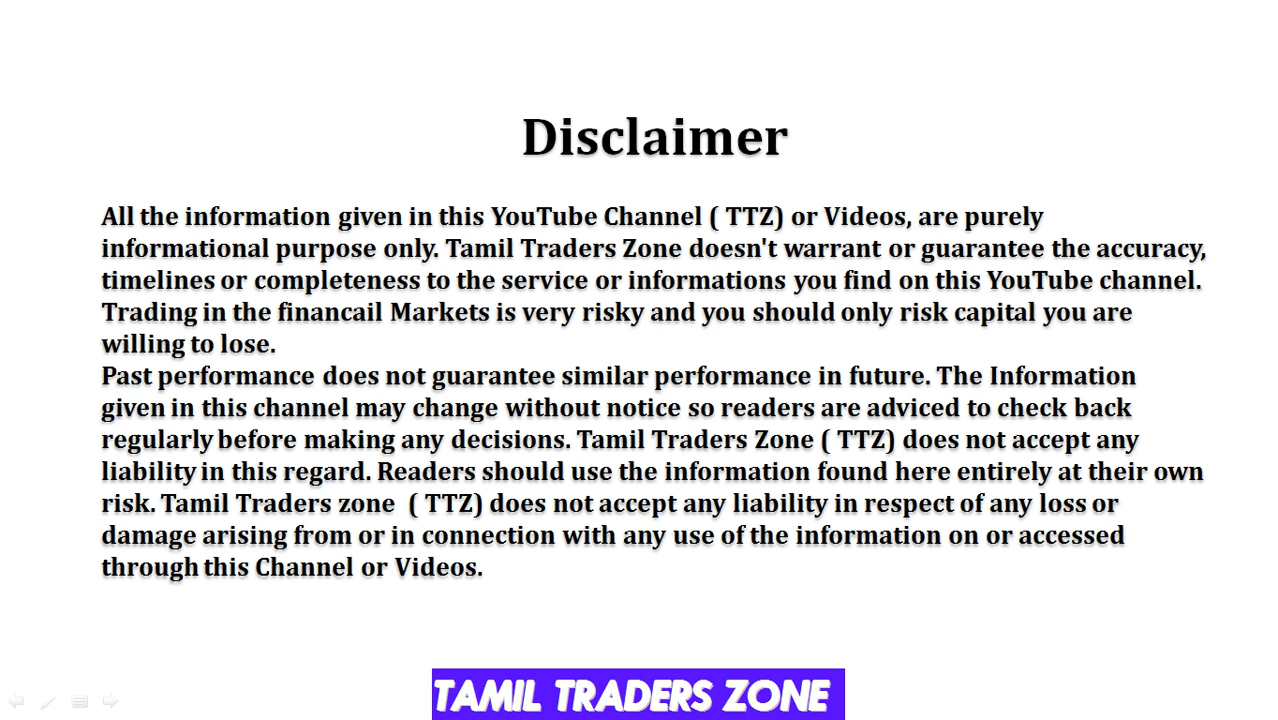 Disclaimer
All the information given in this YouTube Channel ( TTZ) or Videos, are purely
informational purpose only. Tamil Traders Zone doesn't warrant or guarantee the accuracy,
timelines or completeness to the service or informations you find on this YouTube channel.
Trading in the financail Markets is very risky and you should only risk capital you are
willing to lose.
Past performance does not guarantee similar performance in future. The Information
given in this channel may change without notice so readers are adviced to check back
regularly before making any decisions. Tamil Traders Zone ( TTZ) does not accept any
liability in this regard. Readers should use the information found here entirely at their own
risk. Tamil Traders zone  ( TTZ) does not accept any liability in respect of any loss or
damage arising from or in connection with any use of the information on or accessed
through this Channel or Videos.
TAMIL TRADERS ZONE